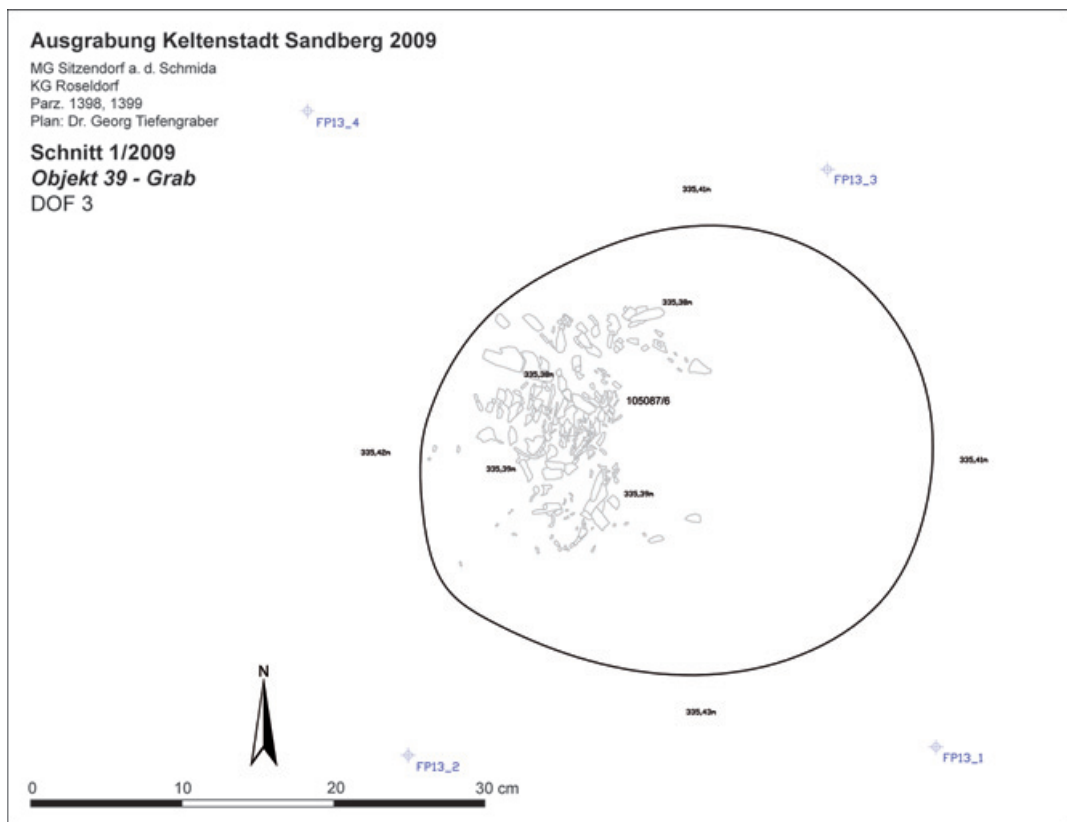 Ausgrabung Keltenstadt Sandberg 2009
MG Sitzendorf a. d. Schmida
KG Roseldorf
Parz. 1398, 1399
Plan: Dr. Georg Tiefengraber
FP13_4
Schnitt 1/2009
Objekt 39 - Grab
DOF 3
FP13_3
335,41m
335,38m
335,38m
105087/6
335,42m
335,41m
335,39m
335,39m
N
335,43m
FP13_2
FP13_1
0 10 20 30 cm